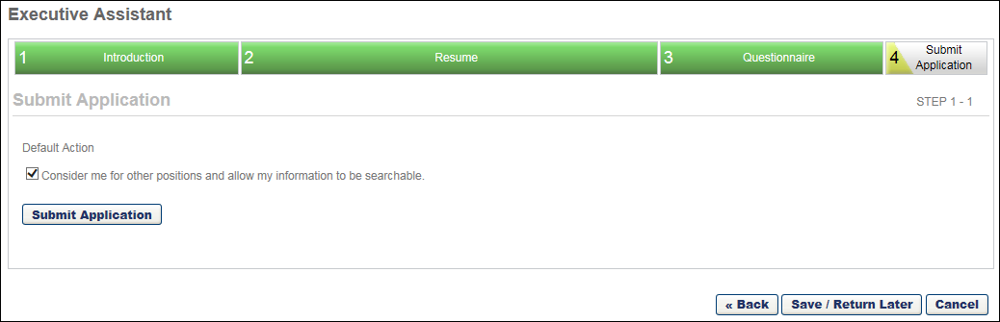 Executive Assistant
1 Introduction 2 Resume 3 Questionnaire 4 Submit
Application
Submit Application STEP 1 - 1
Default Action
Consider me for other positions and allow my information to be searchable.
Submit Application
« Back Save / Return Later Cancel